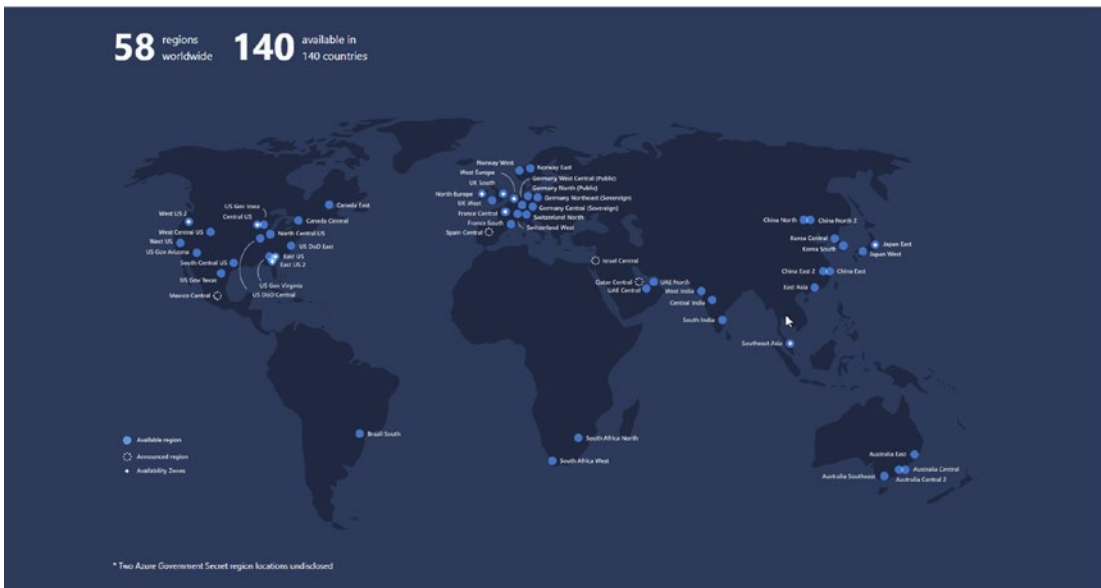 58 regions worldwide
140 available in 140 countries
Norway West
Norway East
West Europe
Germany West Central (Public)
UK South
Germany North (Public)
North Europe
Germany Northeast (Sovereign)
UK West
Germany Central (Sovereign)
France Central
Switzerland North
France South
Switzerland West
Spain Central
Canada East
US Gov Iowa
West US 2
Central US
Canada Central
West Central US
North Central US
West US
US DoD East
US Gov Arizona
East US
South Central US
East US 2
US Gov Texas
US Gov Virginia
Mexico Central
US DoD Central
Israel Central
Qatar Central
UAE North
UAE Central
West India
Central India
South India
China North
China North 2
Korea Central
Japan East
Korea South
Japan West
China East 2
China East
East Asia
Southeast Asia
Brazil South
South Africa North
South Africa West
Australia East
Australia Central
Australia Southeast
Australia Central 2
Available region
Announced region
Availability Zones
* Two Azure Government Secret region locations undisclosed